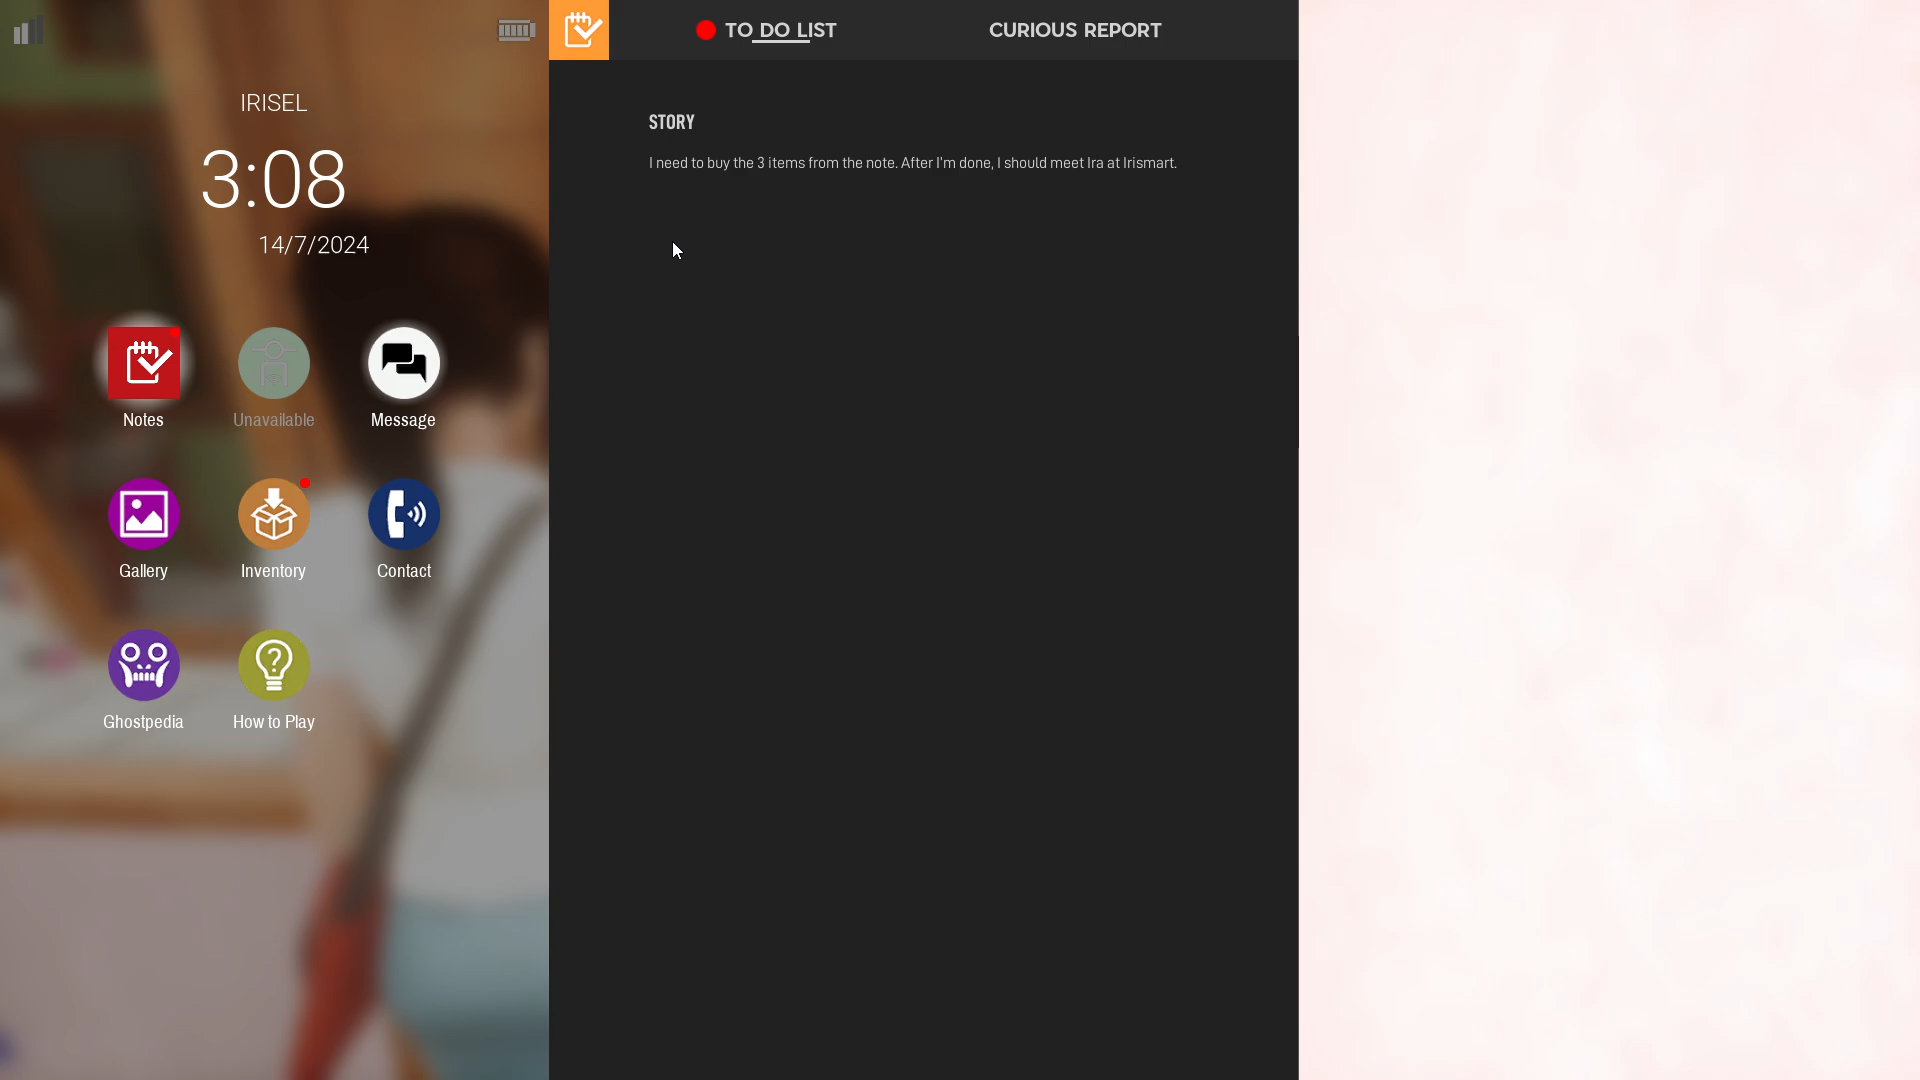 IRISEL
3:08
14/7/2024
Notes
Unavailable
Message
Gallery
Inventory
Contact
Ghostpedia
How to Play
TO DO LIST
CURIOUS REPORT
STORY
I need to buy the 3 items from the note. After I'm done, I should meet Ira at Irismart.